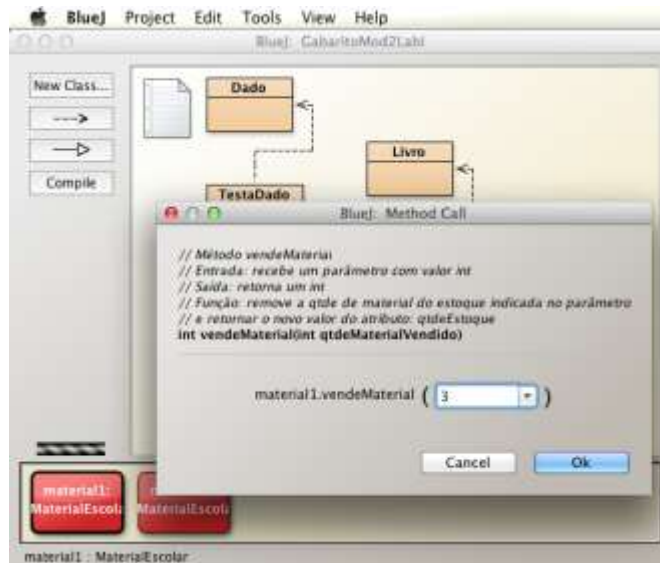 BlueJ Project Edit Tools View Help
BlueJ: GabaritoMod2Lab1
New Class...
Compile
Dado
Livro
TestaDado
BlueJ: Method Call
// Método vendeMaterial
// Entrada: recebe um parâmetro com valor int
// Saída: retorna um int
// Função: remove a qtde de material do estoque indicada no parâmetro
// e retornar o novo valor do atributo: qtdeEstoque
int vendeMaterial(int qtdeMaterialVendido)
material1.vendeMaterial ( 3 )
Cancel Ok
material1:
MaterialEscola
MaterialEscola
material1 : MaterialEscolar